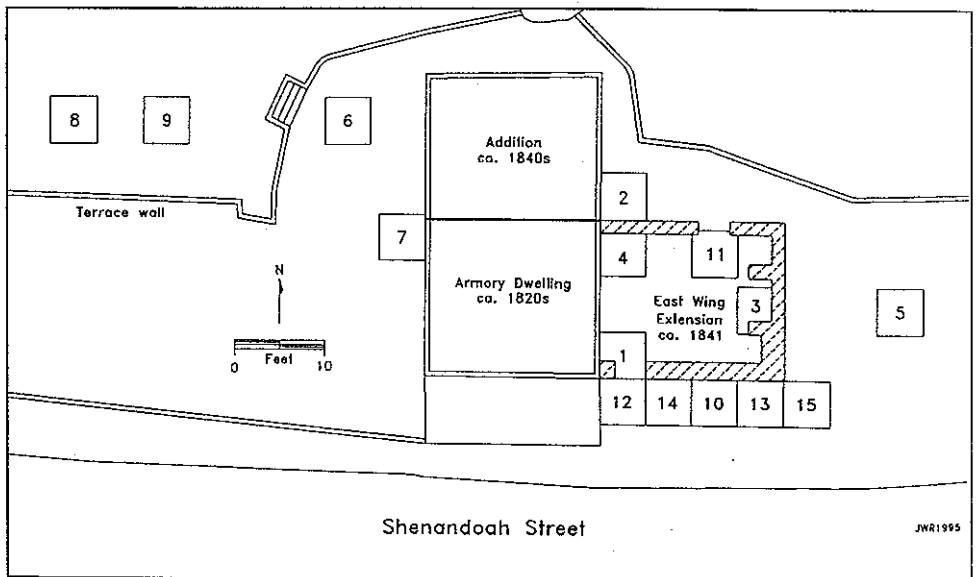 8
9
6
Addition
ca. 1840s
2
Terrace wall
7
4
11
N
Armory Dwelling
ca. 1820s
East Wing
Extension
ca. 1841
3
5
0
10
Feet
1
12
14
10
13
15
Shenandoah Street
JWR1995